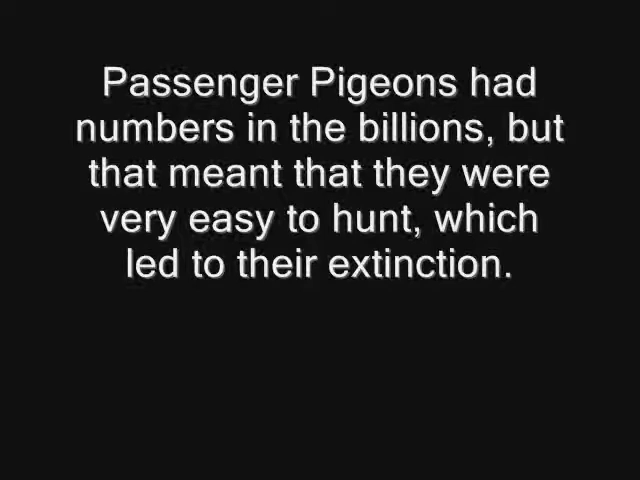 Passenger Pigeons had
numbers in the billions, but
that meant that they were
very easy to hunt, which
led to their extinction.